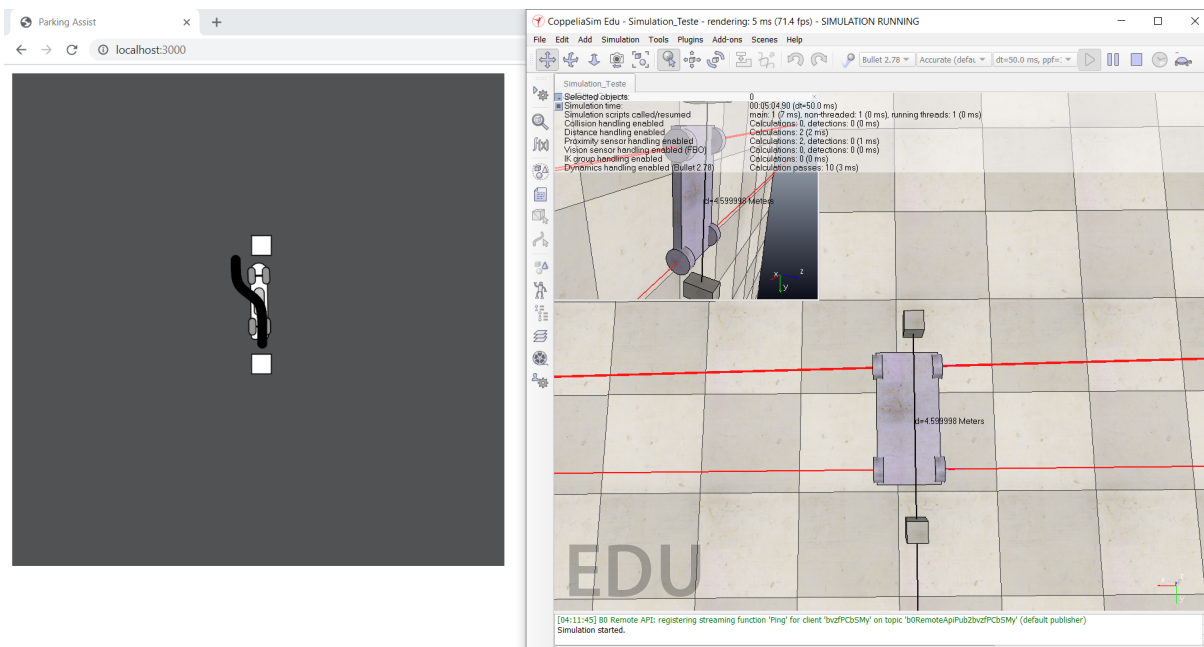 Parking Assist
localhost:3000
CoppeliaSim Edu - Simulation_Teste - rendering: 5 ms (71.4 fps) - SIMULATION RUNNING
File Edit Add Simulation Tools Plugins Add-ons Scenes Help
Bullet 2.78 Accurate (defau dt=50.0 ms, ppf=:
Simulation_Teste
Selected objects: 0
Simulation time: 00:05:04.90 (dt=50.0 ms)
Simulation scripts called/resumed main: 1 (7 ms), non-threaded: 1 (0 ms), running threads: 1 (0 ms)
Collision handling enabled Calculations: 0, detections: 0 (0 ms)
Distance handling enabled Calculations: 2 (2 ms)
Proximity sensor handling enabled Calculations: 2, detections: 0 (1 ms)
Vision sensor handling enabled (FBO) Calculations: 0, detections: 0 (0 ms)
IK group handling enabled Calculations: 0 (0 ms)
Dynamics handling enabled (Bullet 2.78) Calculation passes: 10 (3 ms)
d=4.599998 Meters
x z
y
d=4.599998 Meters
EDU
[04:11:45] B0 Remote API: registering streaming function 'Ping' for client 'bvzfPCbSMy' on topic 'b0RemoteApiPub2bvzfPCbSMy' (default publisher)
Simulation started.